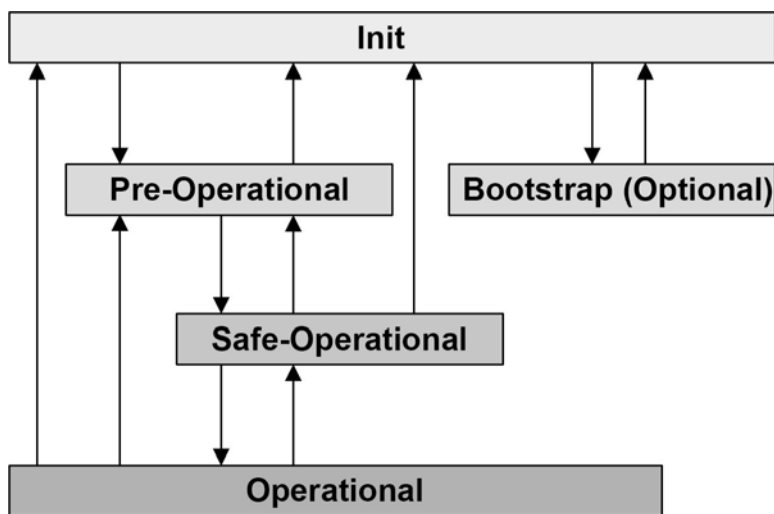 Init
Pre-Operational
Bootstrap (Optional)
Safe-Operational
Operational